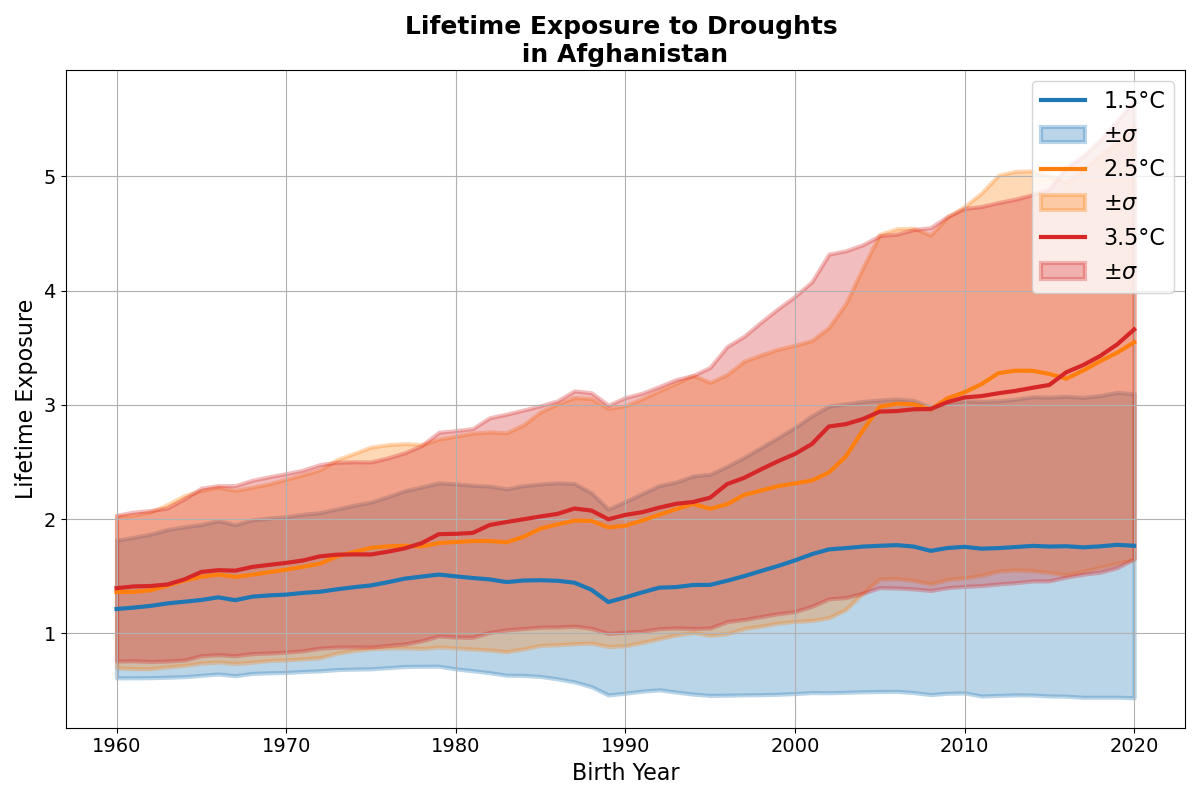 Lifetime Exposure to Droughts
in Afghanistan
1.5°C
±σ
2.5°C
±σ
3.5°C
±σ
Lifetime Exposure
5
4
3
2
1
1960 1970 1980 1990 2000 2010 2020
Birth Year